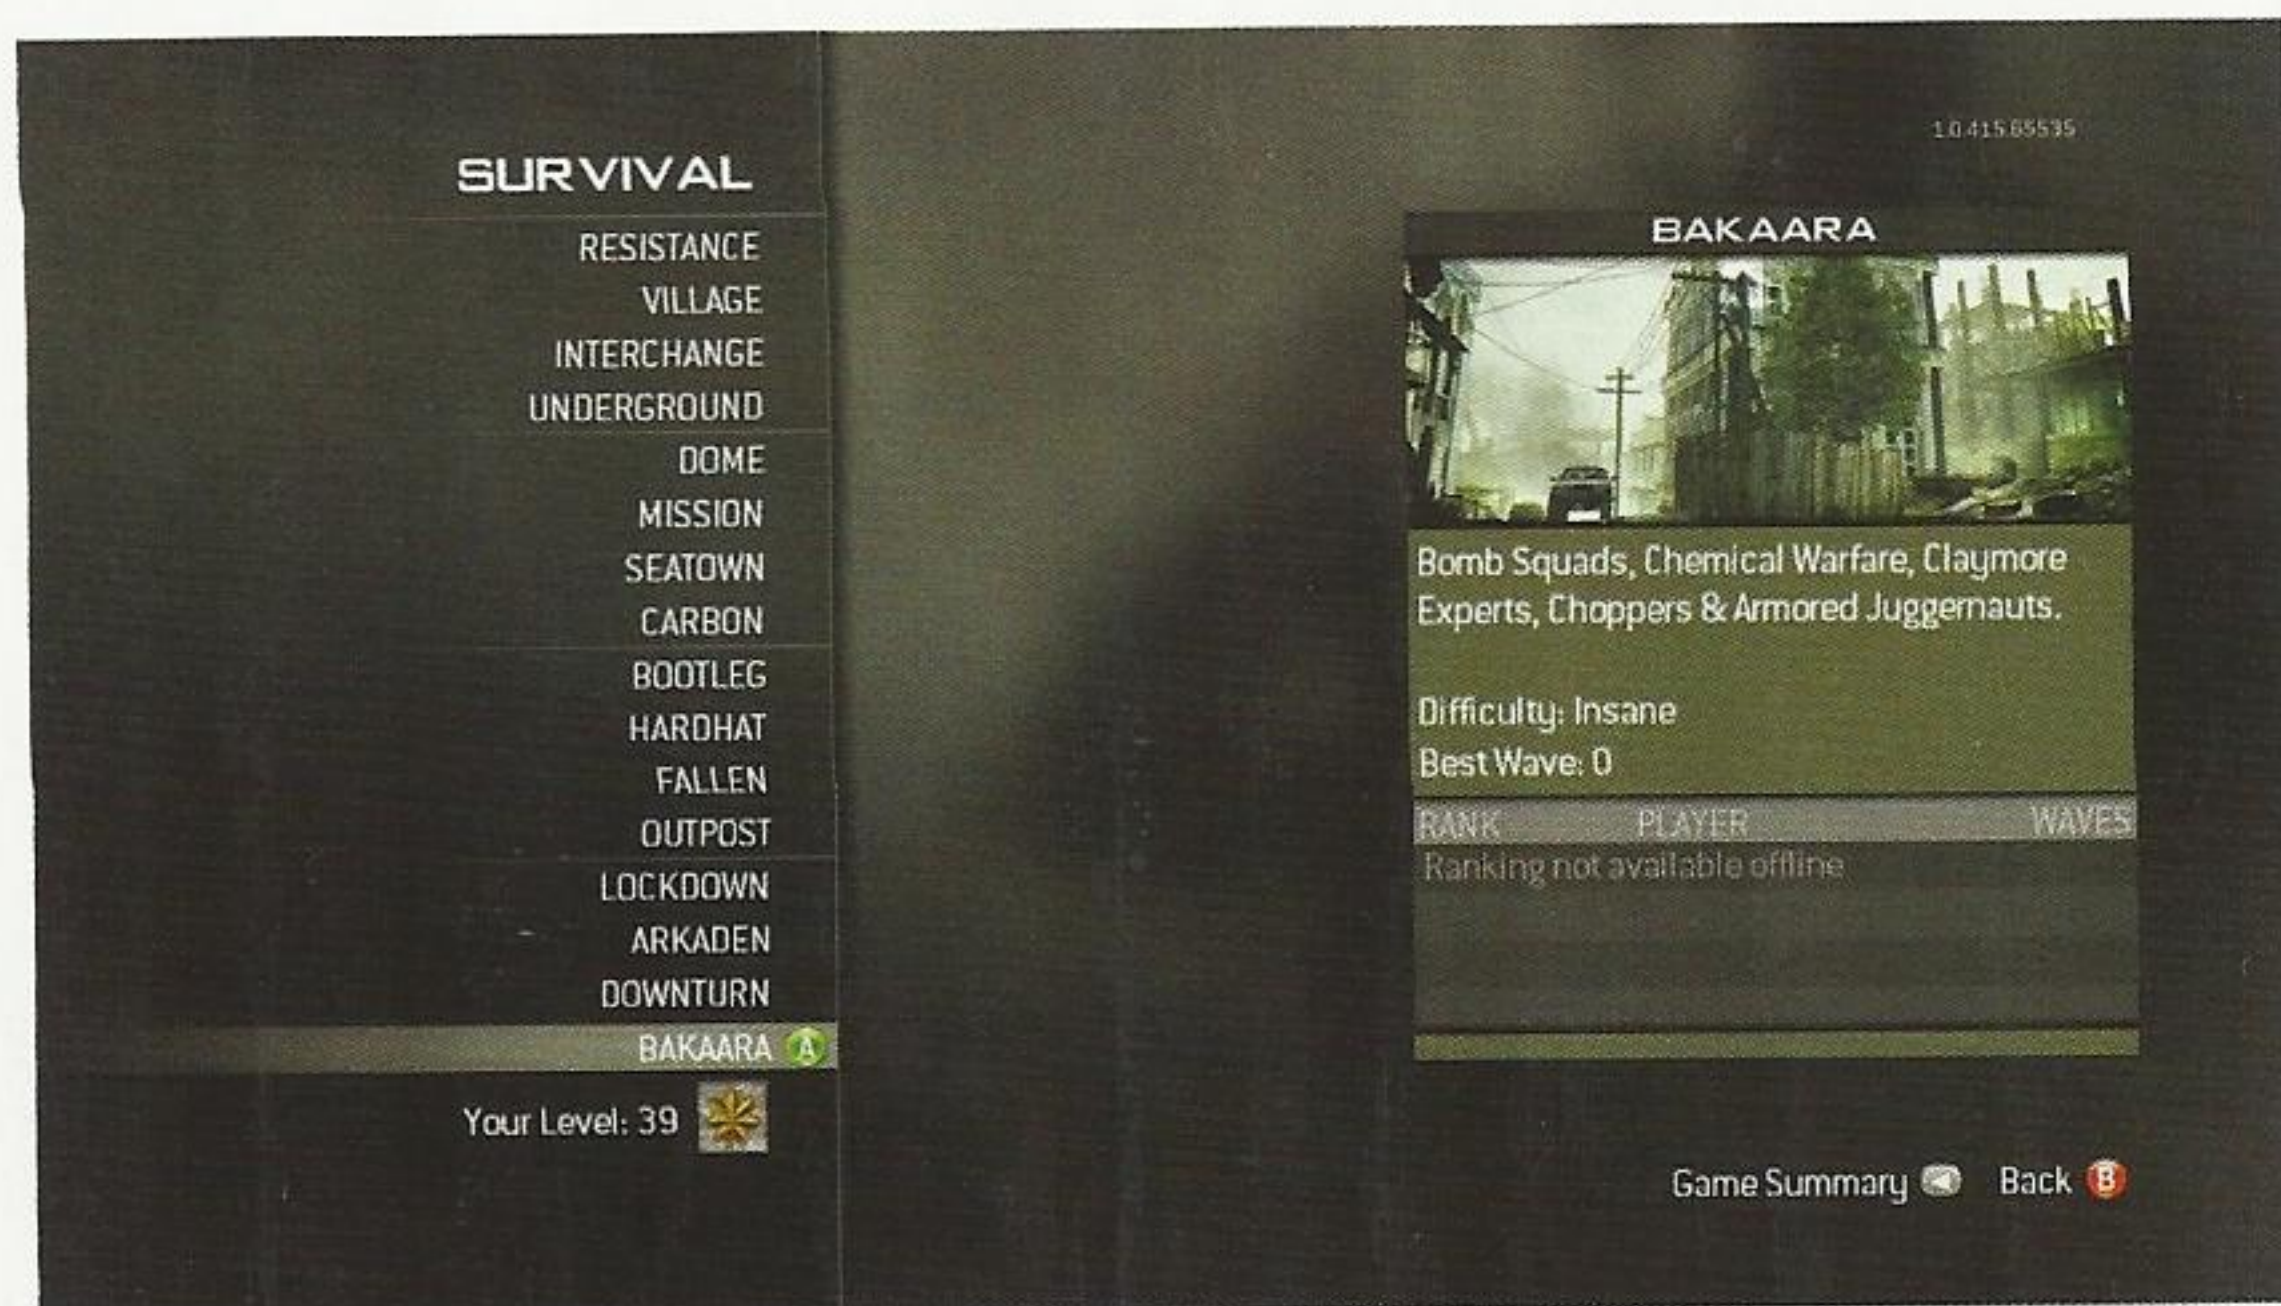 1.0.415.65535
SURVIVAL
RESISTANCE
VILLAGE
INTERCHANGE
UNDERGROUND
DOME
MISSION
SEATOWN
CARBON
BOOTLEG
HARDHAT
FALLEN
OUTPOST
LOCKDOWN
ARKADEN
DOWNTURN
BAKAARA A
Your Level: 39
BAKAARA
Bomb Squads, Chemical Warfare, Claymore
Experts, Choppers & Armored Juggernauts.
Difficulty: Insane
Best Wave: 0
RANK PLAYER WAVES
Ranking not available offline
Game Summary Back B